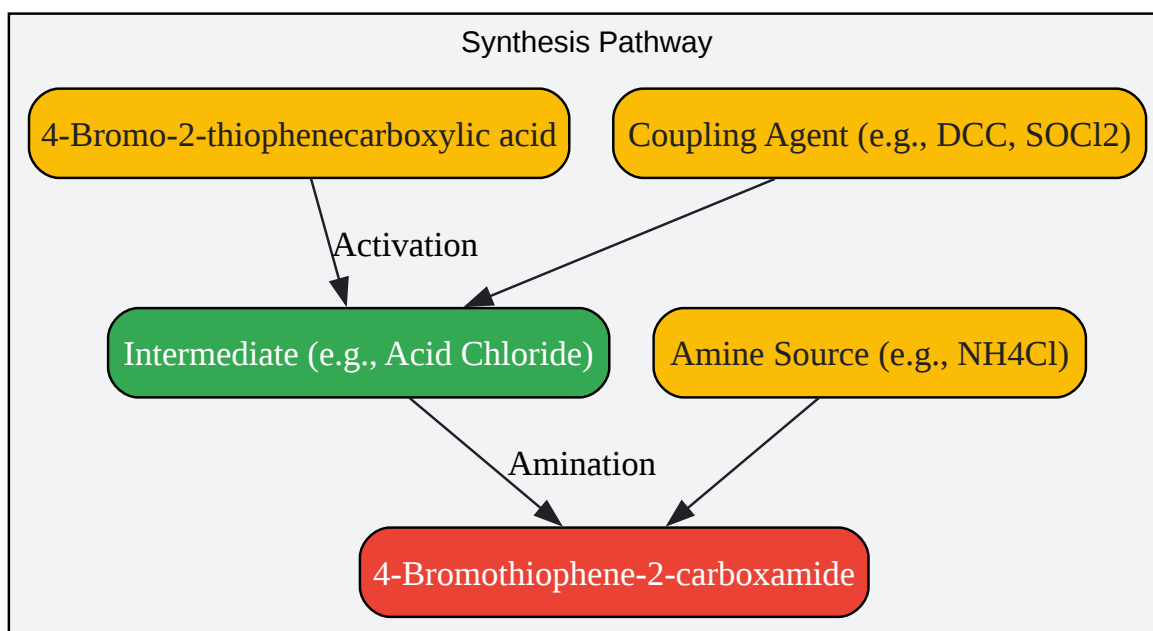 Synthesis Pathway
4-Bromo-2-thiophenecarboxylic acid
Coupling Agent (e.g., DCC, SOCl2)
Activation
Intermediate (e.g., Acid Chloride)
Amine Source (e.g., NH4Cl)
Amination
4-Bromothiophene-2-carboxamide